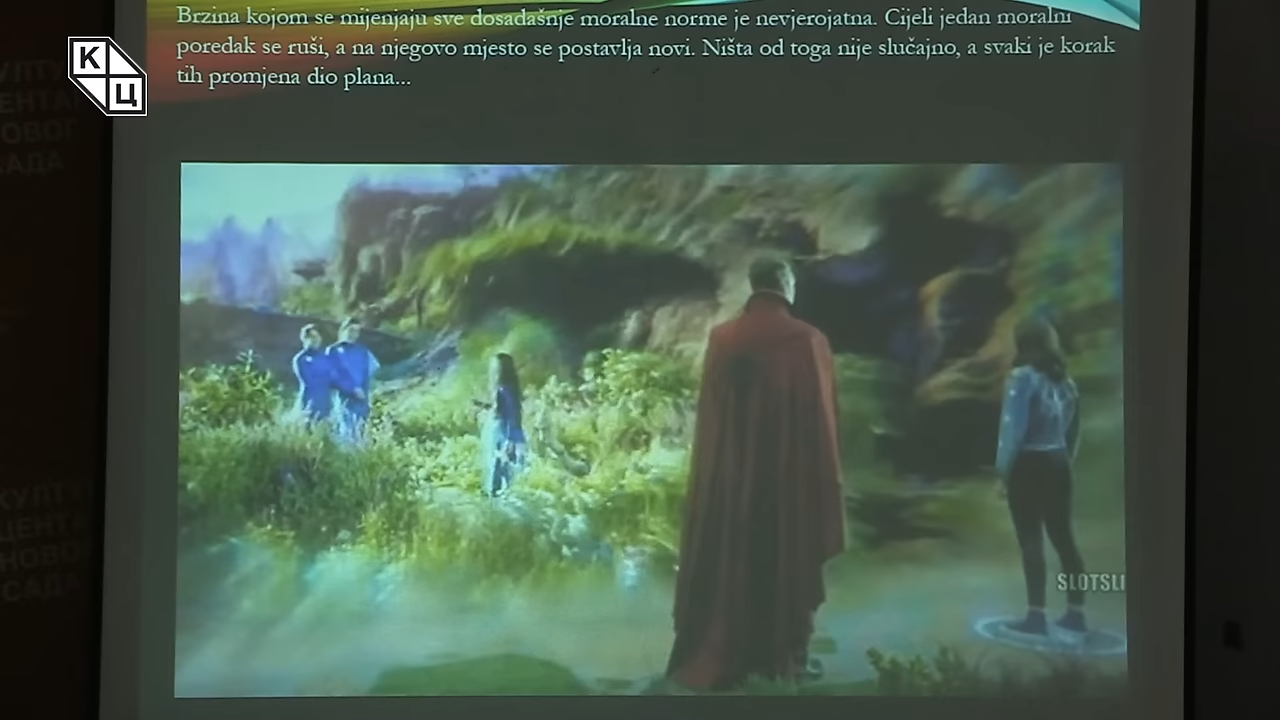 Brzina kojom se mijenjaju sve dosadašnje moralne norme je nevjerojatna. Cijeli jedan moralni
poredak se ruši, a na njegovo mjesto se postavlja novi. Ništa od toga nije slučajno, a svaki je korak
tih promjena dio plana...
К
Ц
SLOTSLI